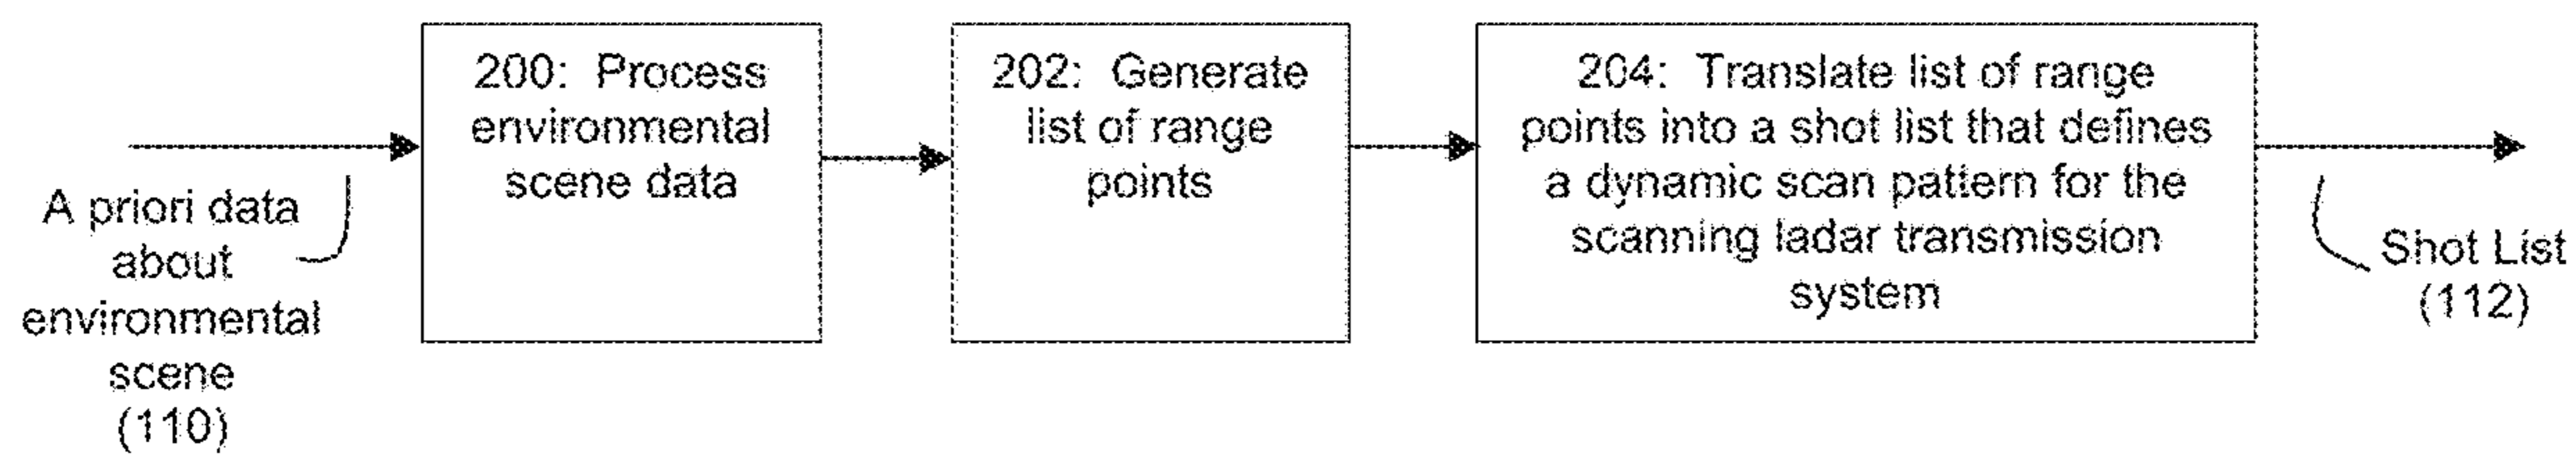 A priori data
about
environmental
scene
(110)
200: Process
environmental
scene data
202: Generate
list of range
points
204: Translate list of range
points into a shot list that defines
a dynamic scan pattern for the
scanning ladar transmission
system
Shot List
(112)